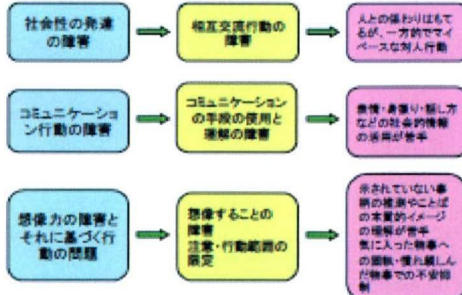 社会性の発達
の障害
相互交流行動の
障害
人との係わりはもて
るが、一方的でマイ
ペースな対人行動
コミュニケーショ
ン行動の障害
コミュニケーション
の手段の使用と
理解の障害
表情・身振り・話し方
などの社会的情報
の活用が苦手
想像力の障害と
それに基づく行
動の問題
想像することの
障害
注意・行動範囲の
限定
示されていない事
柄の推測やことば
の本質的イメージ
の理解が苦手
気に入った物事へ
の固執・慣れ親しん
だ物事での不安抑
制